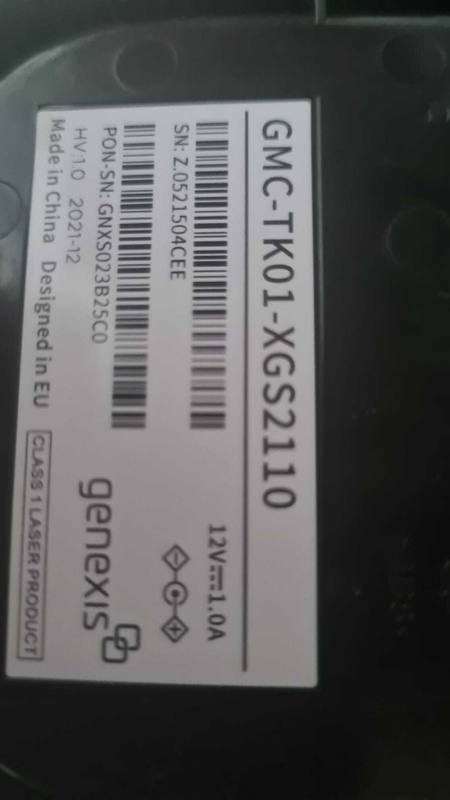 GMC-TK01-XGS2110
SN: Z.0521504CEE
12V⎓1.0A
PON-SN: GNXS023B25C0
HV:1.0 2021-12
genexis
Made in China Designed in EU
CLASS 1 LASER PRODUCT